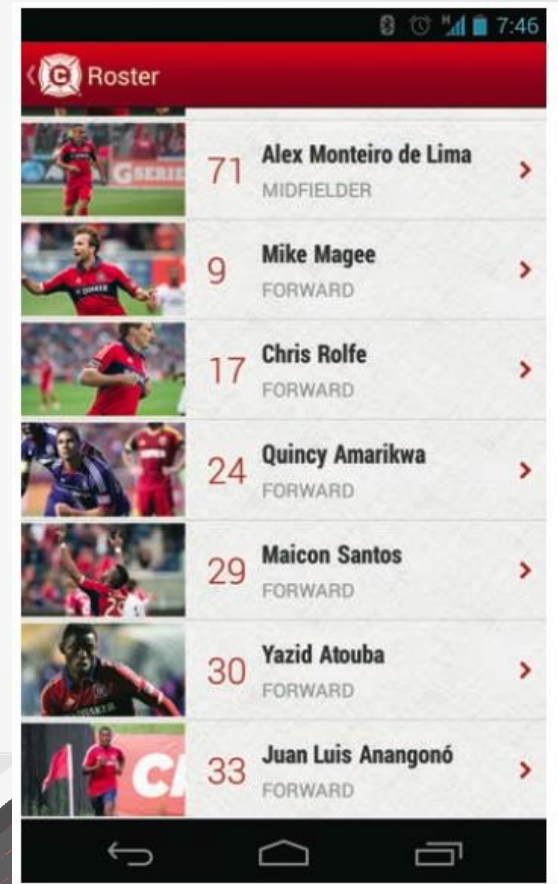 7:46
C Roster
71 Alex Monteiro de Lima
MIDFIELDER
9 Mike Magee
FORWARD
17 Chris Rolfe
FORWARD
24 Quincy Amarikwa
FORWARD
29 Maicon Santos
FORWARD
30 Yazid Atouba
FORWARD
33 Juan Luis Anangonó
FORWARD